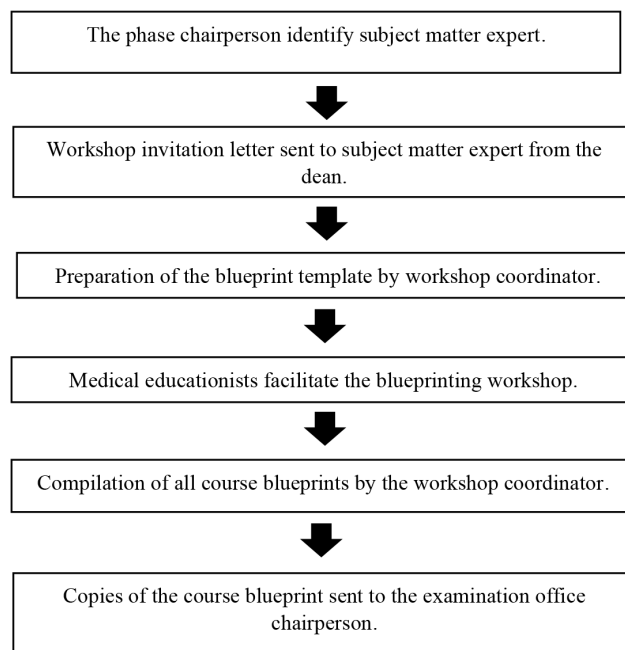 The phase chairperson identify subject matter expert.
Workshop invitation letter sent to subject matter expert from the
dean.
Preparation of the blueprint template by workshop coordinator.
Medical educationists facilitate the blueprinting workshop.
Compilation of all course blueprints by the workshop coordinator.
Copies of the course blueprint sent to the examination office
chairperson.